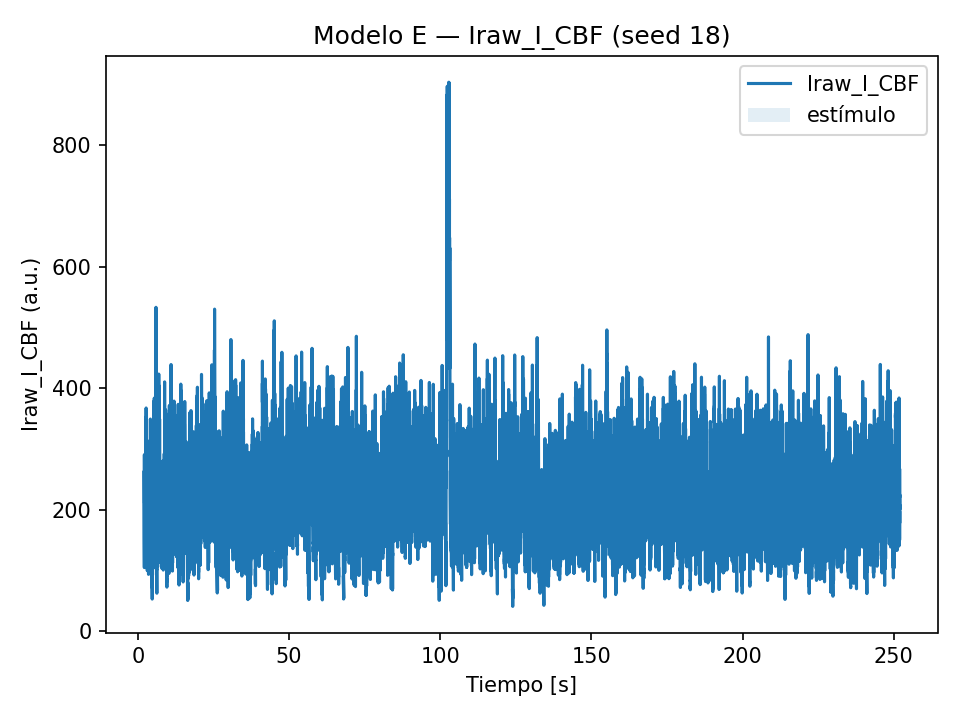 Modelo E — Iraw_I_CBF (seed 18)
Iraw_I_CBF
estímulo
Iraw_I_CBF (a.u.)
800
600
400
200
0
0 50 100 150 200 250
Tiempo [s]